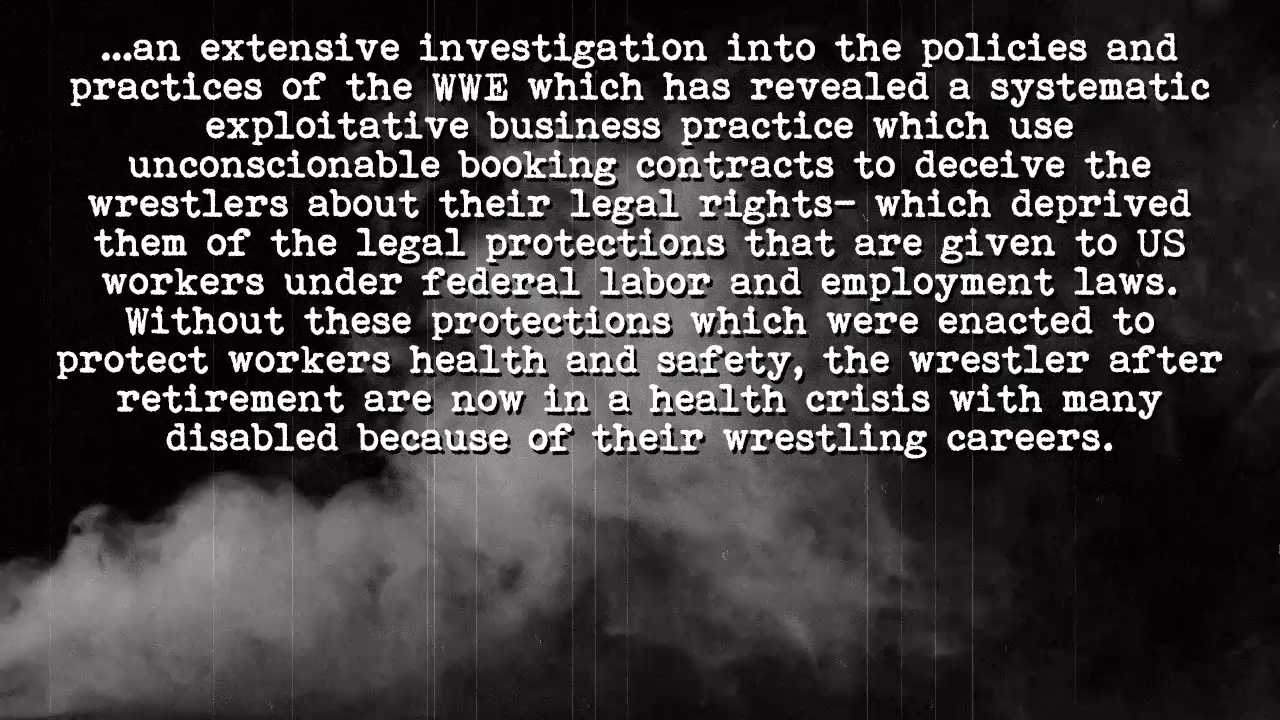 …an extensive investigation into the policies and
practices of the WWE which has revealed a systematic
exploitative business practice which use
unconscionable booking contracts to deceive the
wrestlers about their legal rights— which deprived
them of the legal protections that are given to US
workers under federal labor and employment laws.
Without these protections which were enacted to
protect workers health and safety, the wrestler after
retirement are now in a health crisis with many
disabled because of their wrestling careers.